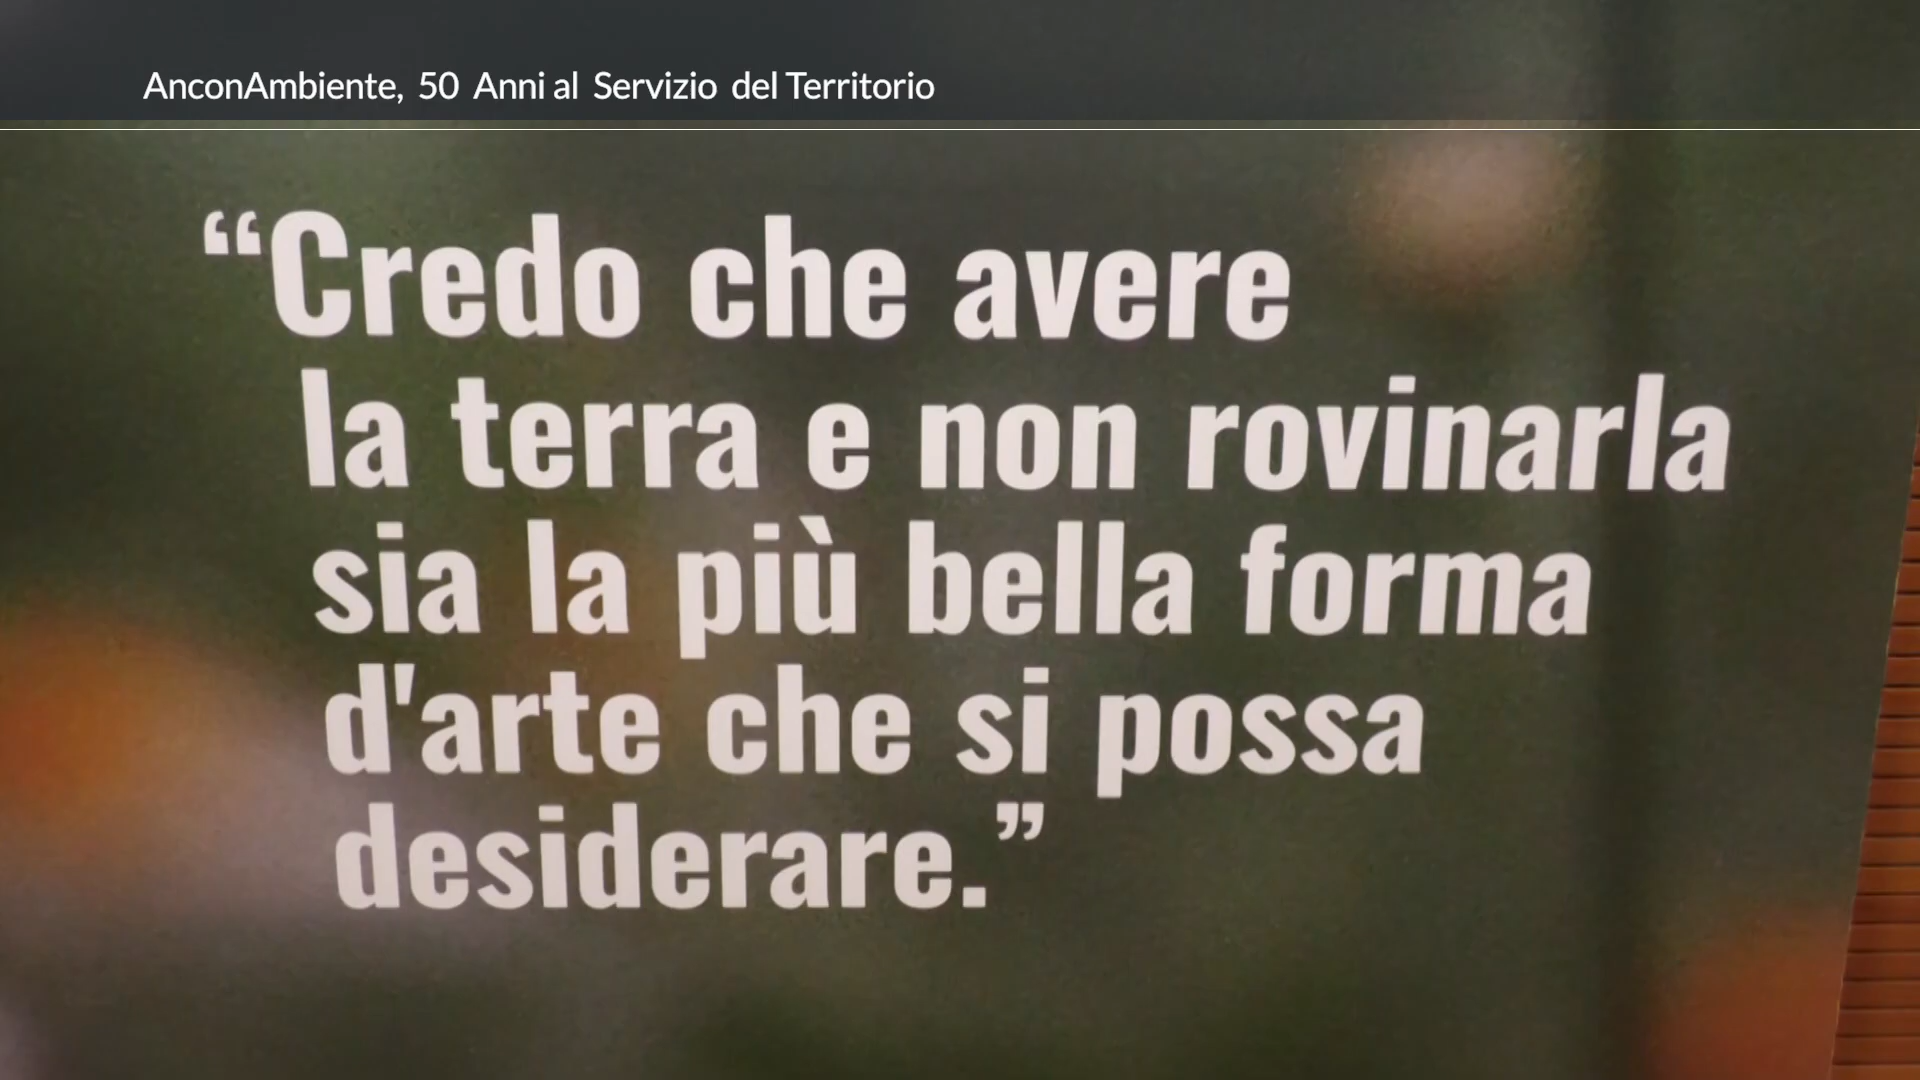 AnconAmbiente, 50 Anni al Servizio del Territorio
“Credo che avere
la terra e non rovinarla
sia la più bella forma
d'arte che si possa
desiderare.”